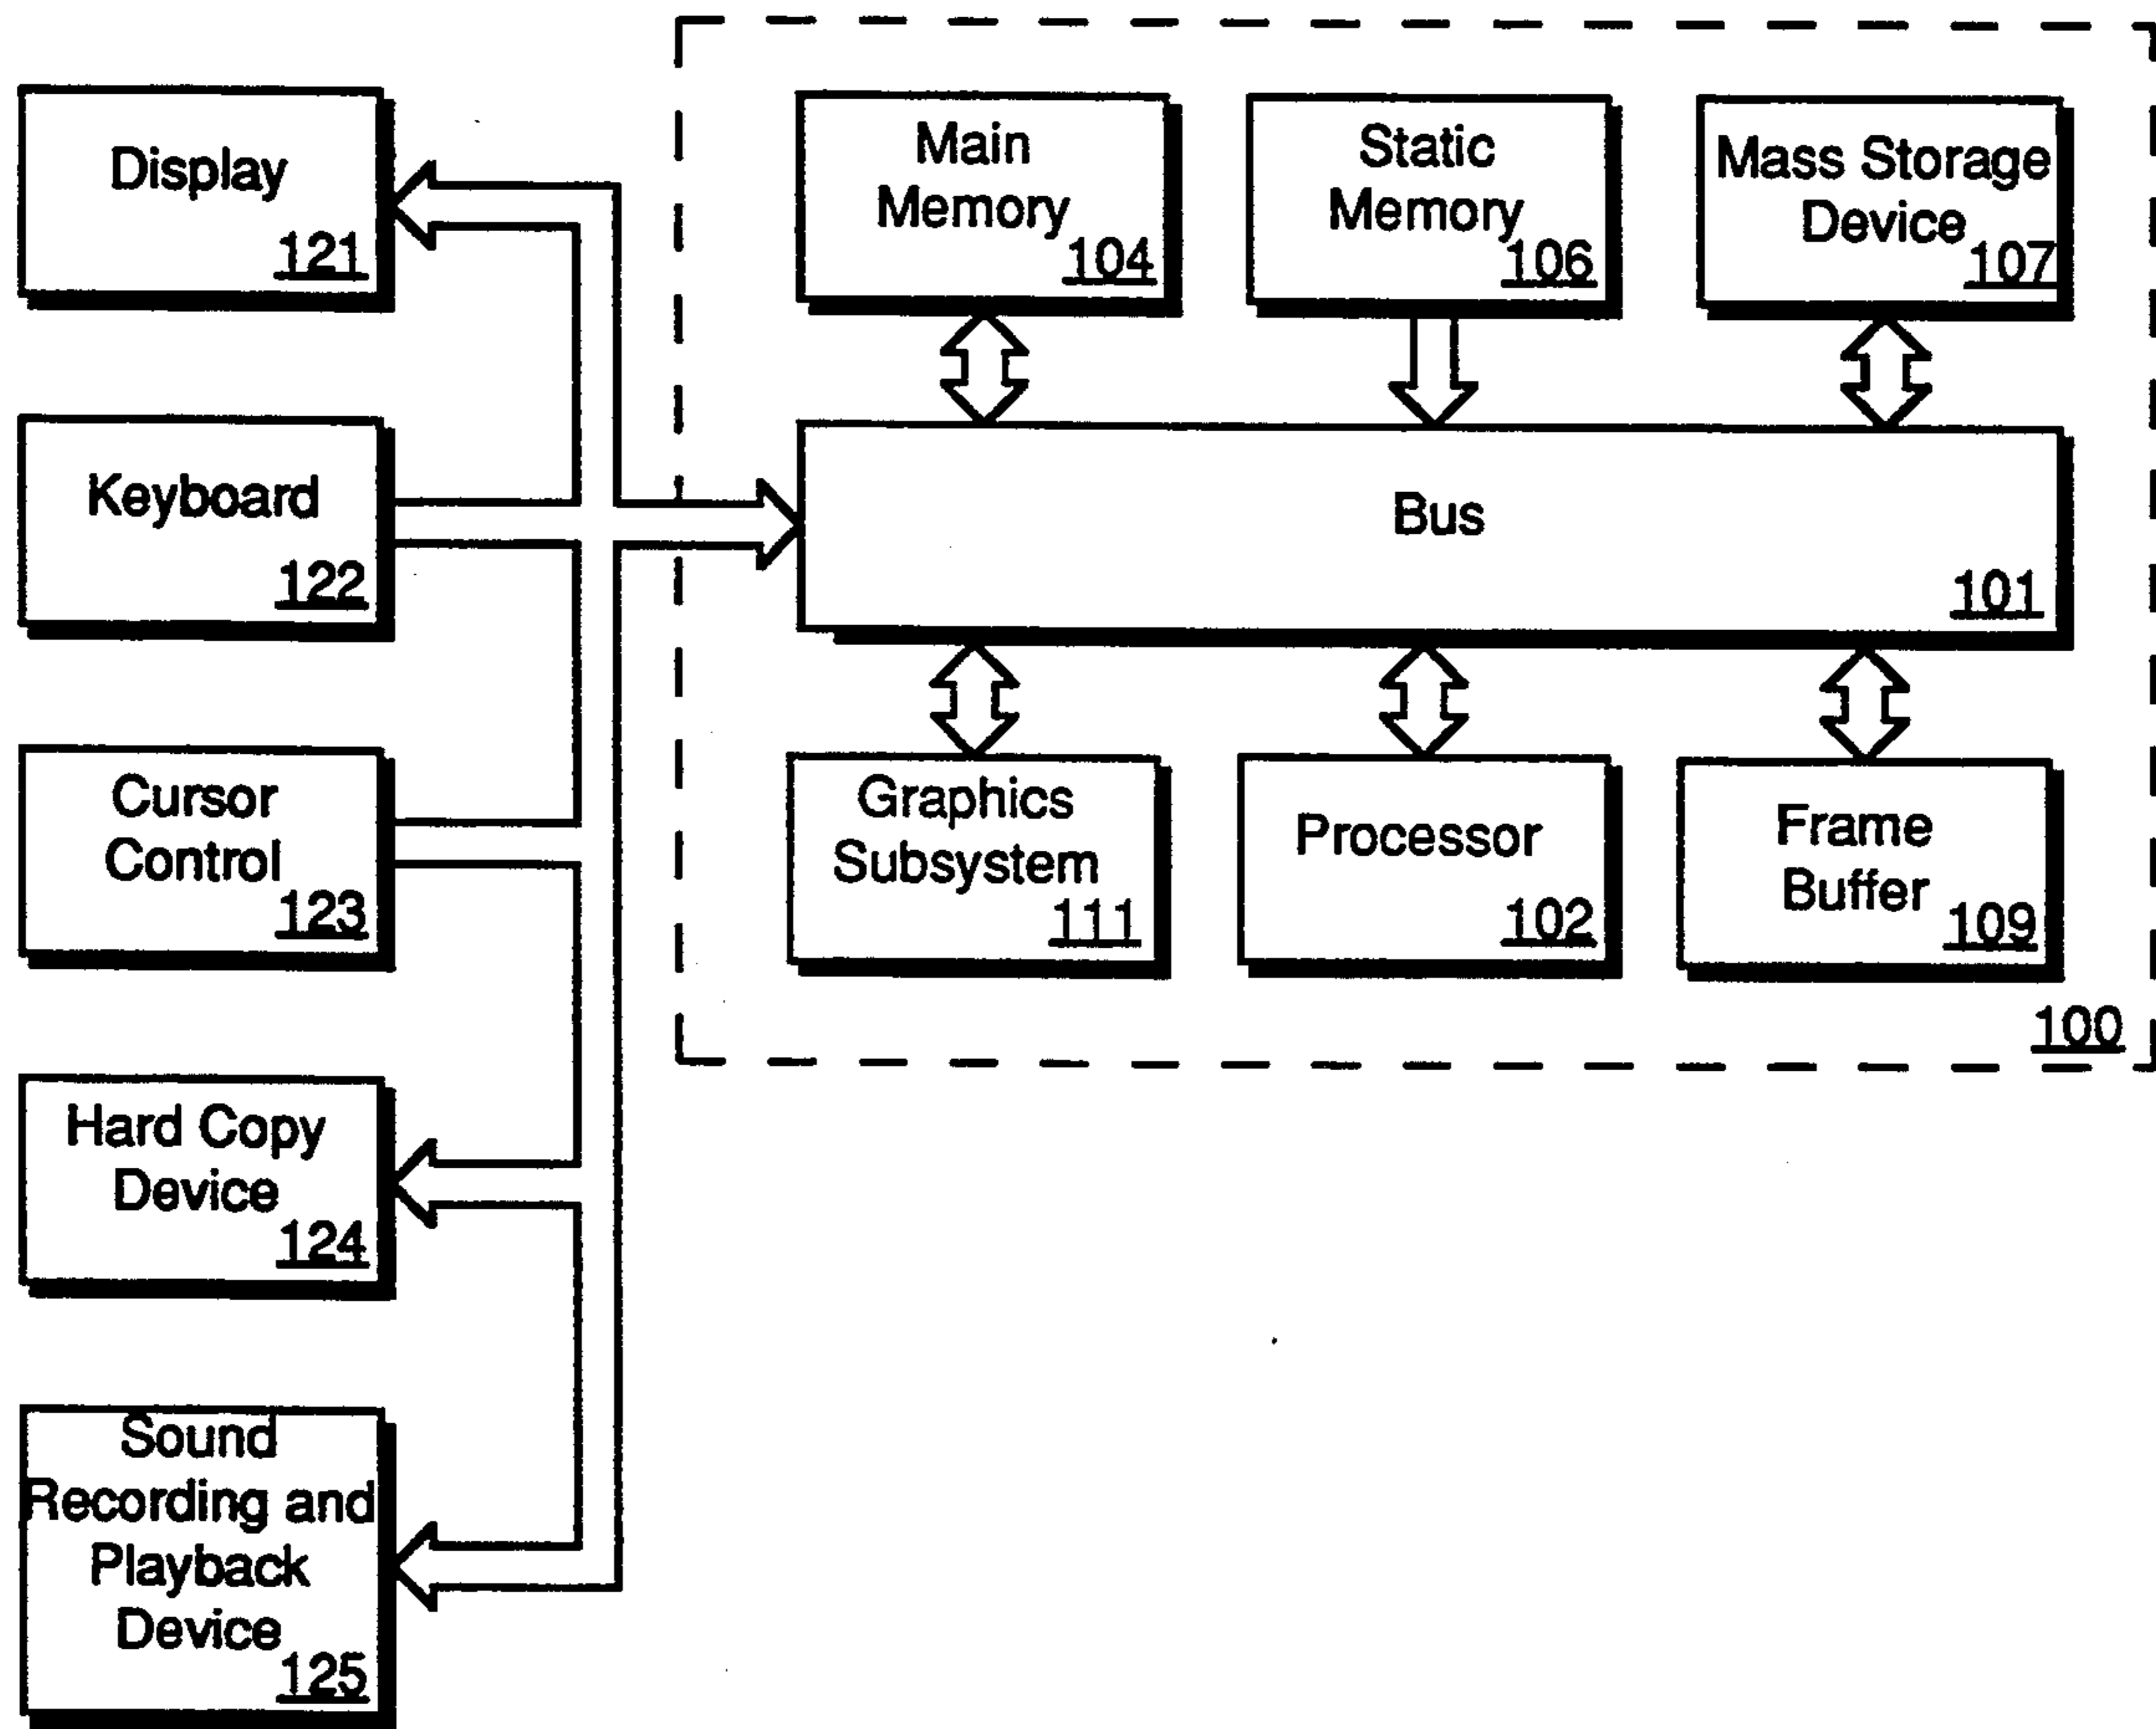 Display
121
Keyboard
122
Cursor
Control
123
Hard Copy
Device
124
Sound
Recording and
Playback
Device
125
Main
Memory
104
Static
Memory
106
Mass Storage
Device
107
Bus
101
Graphics
Subsystem
111
Processor
102
Frame
Buffer
109
100